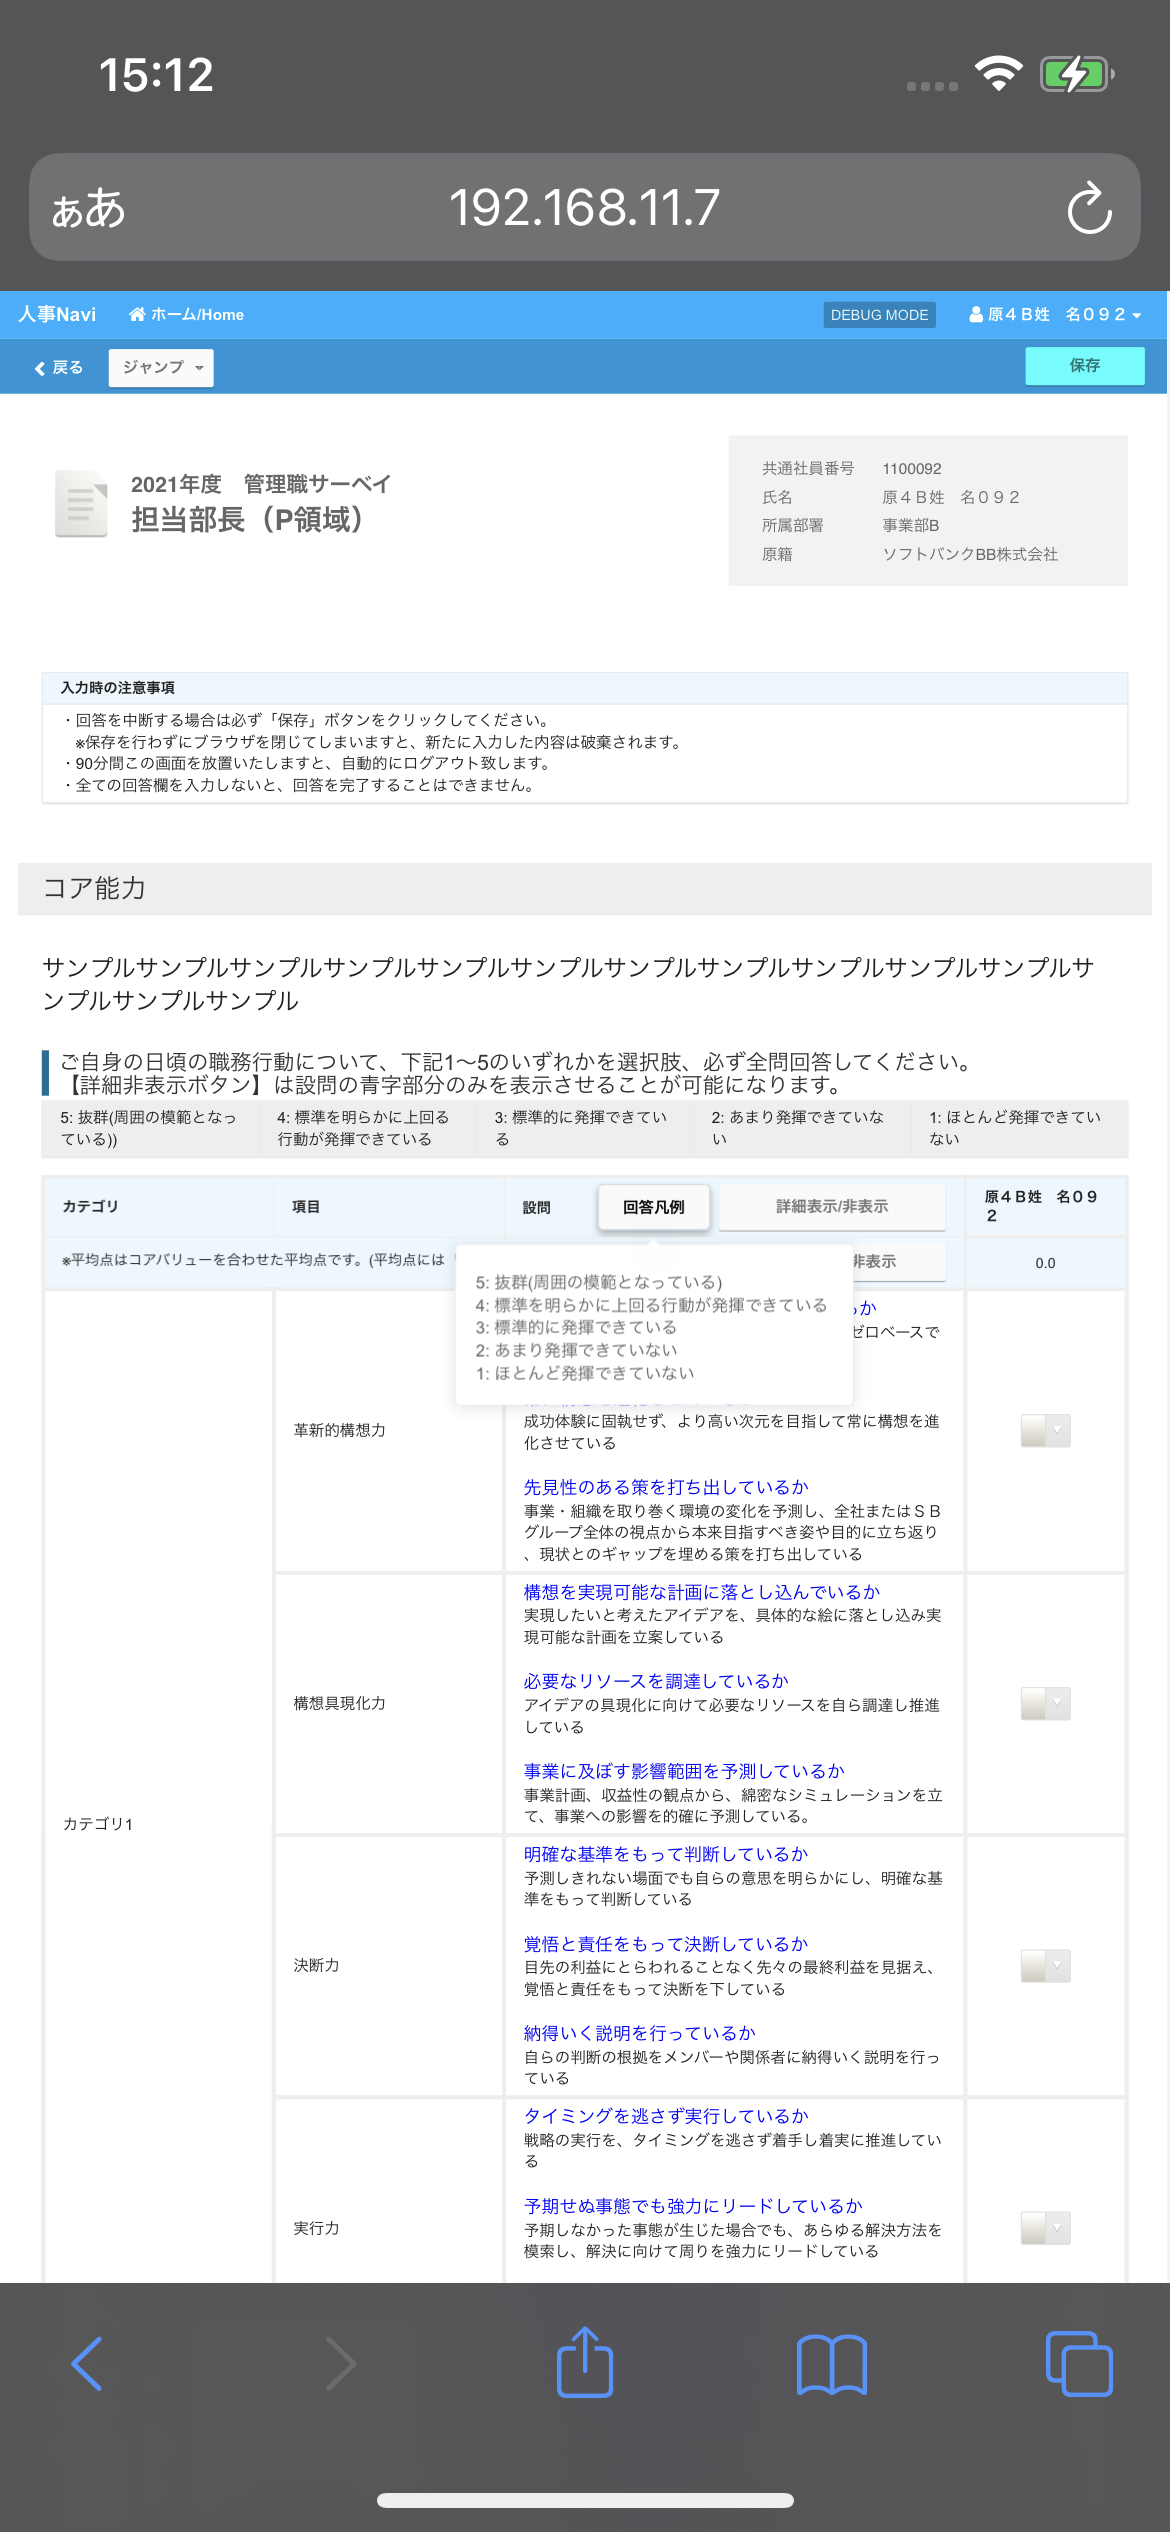 15:12
ぁあ
192.168.11.7
人事Navi
ホーム/Home
DEBUG MODE
原４Ｂ姓　名０９２
戻る
ジャンプ
保存
2021年度　管理職サーベイ
担当部長（P領域）
共通社員番号 1100092
氏名 原４Ｂ姓　名０９２
所属部署 事業部B
原籍 ソフトバンクBB株式会社
入力時の注意事項
・回答を中断する場合は必ず「保存」ボタンをクリックしてください。
※保存を行わずにブラウザを閉じてしまいますと、新たに入力した内容は破棄されます。
・90分間この画面を放置いたしますと、自動的にログアウト致します。
・全ての回答欄を入力しないと、回答を完了することはできません。
コア能力
サンプルサンプルサンプルサンプルサンプルサンプルサンプルサンプルサンプルサンプルサンプルサ
ンプルサンプルサンプル
ご自身の日頃の職務行動について、下記1〜5のいずれかを選択肢、必ず全問回答してください。
【詳細非表示ボタン】は設問の青字部分のみを表示させることが可能になります。
5: 抜群(周囲の模範となっ
ている))
4: 標準を明らかに上回る
行動が発揮できている
3: 標準的に発揮できてい
る
2: あまり発揮できていな
い
1: ほとんど発揮できてい
ない
カテゴリ
項目
設問
回答凡例
詳細表示/非表示
原４Ｂ姓　名０９
２
※平均点はコアバリューを合わせた平均点です。(平均点には
非表示
0.0
5: 抜群(周囲の模範となっている)
4: 標準を明らかに上回る行動が発揮できている
3: 標準的に発揮できている
2: あまり発揮できていない
1: ほとんど発揮できていない
るか
ゼロベースで
革新的構想力
成功体験に固執せず、より高い次元を目指して常に構想を進
化させている
先見性のある策を打ち出しているか
事業・組織を取り巻く環境の変化を予測し、全社またはＳＢ
グループ全体の視点から本来目指すべき姿や目的に立ち返り
、現状とのギャップを埋める策を打ち出している
構想具現化力
構想を実現可能な計画に落とし込んでいるか
実現したいと考えたアイデアを、具体的な絵に落とし込み実
現可能な計画を立案している
必要なリソースを調達しているか
アイデアの具現化に向けて必要なリソースを自ら調達し推進
している
事業に及ぼす影響範囲を予測しているか
事業計画、収益性の観点から、綿密なシミュレーションを立
て、事業への影響を的確に予測している。
カテゴリ1
決断力
明確な基準をもって判断しているか
予測しきれない場面でも自らの意思を明らかにし、明確な基
準をもって判断している
覚悟と責任をもって決断しているか
目先の利益にとらわれることなく先々の最終利益を見据え、
覚悟と責任をもって決断を下している
納得いく説明を行っているか
自らの判断の根拠をメンバーや関係者に納得いく説明を行っ
ている
実行力
タイミングを逃さず実行しているか
戦略の実行を、タイミングを逃さず着手し着実に推進してい
る
予期せぬ事態でも強力にリードしているか
予期しなかった事態が生じた場合でも、あらゆる解決方法を
模索し、解決に向けて周りを強力にリードしている